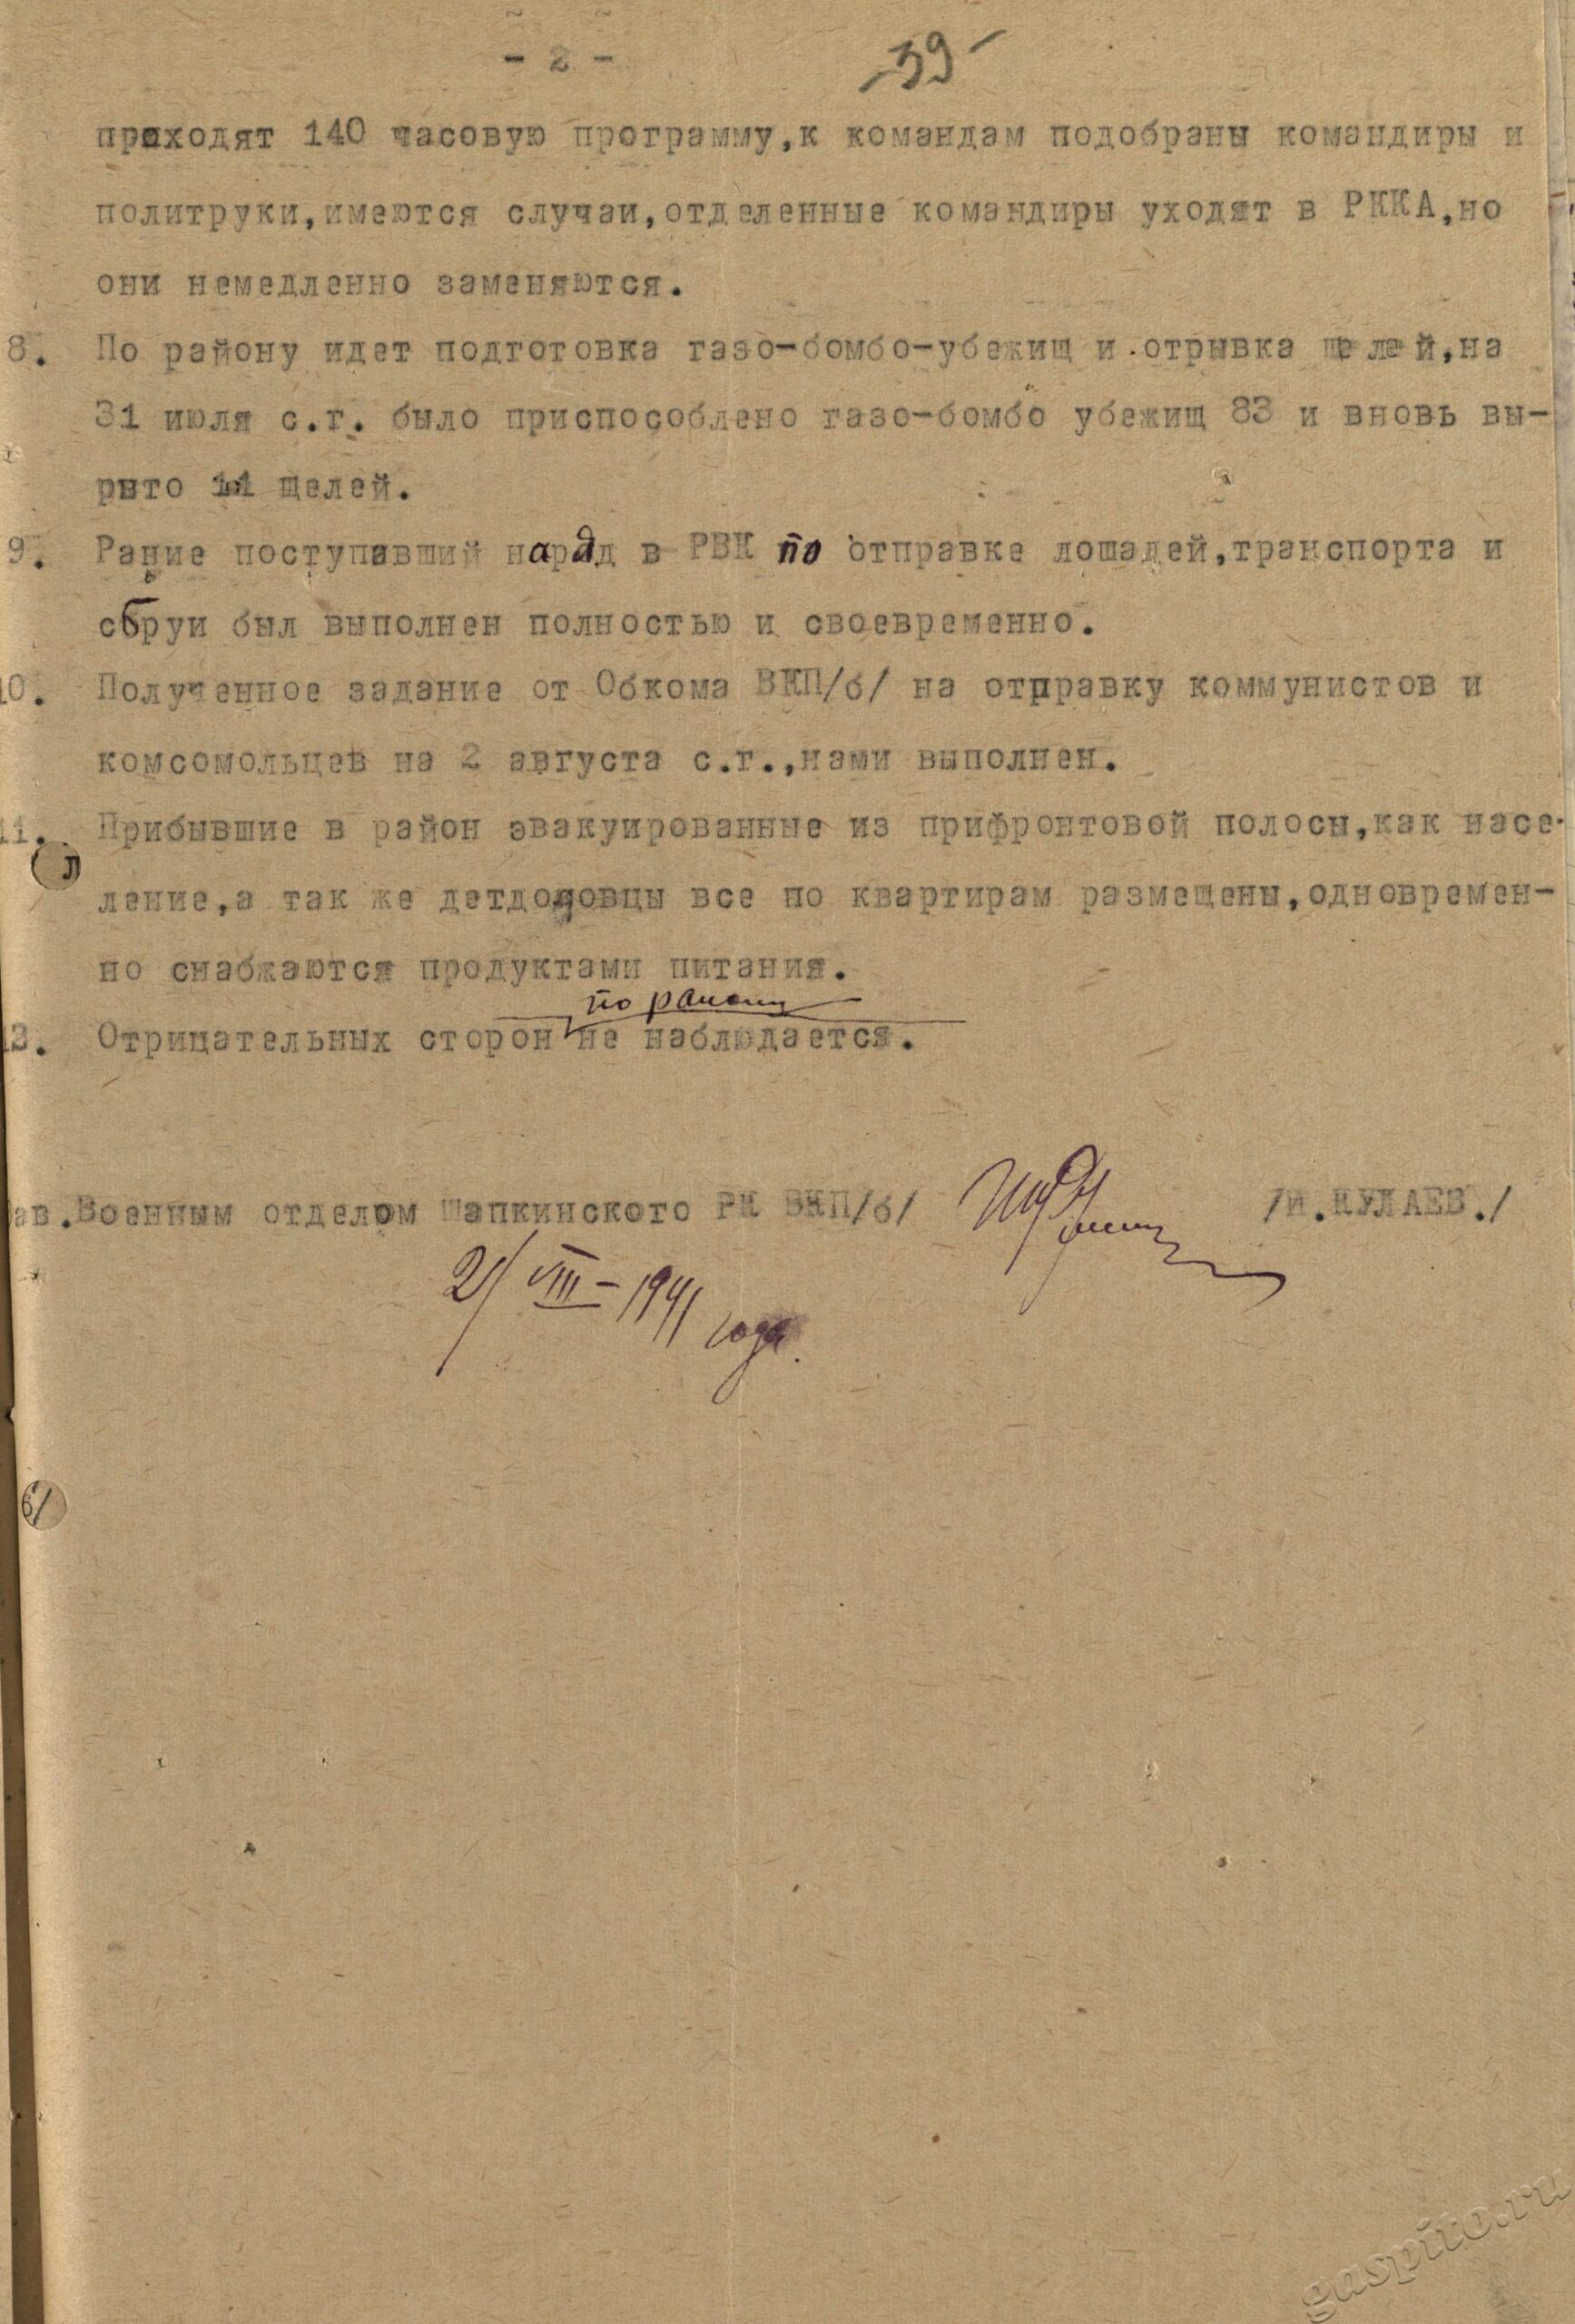 - 2 -
-39-
проходят 140 часовую программу,к командам подобраны командиры и
политруки,имеются случаи,отделенные командиры уходят в РККА,но
они немедленно заменяются.
8. По району идет подготовка газо-бомбо-убежищ и отрывка щелей,на
31 июля с.г. было приспособлено газо-бомбо убежищ 83 и вновь вы-
рыто 11 щелей.
9. Рание поступавший наряд в РВК по отправке лошадей,транспорта и
сбруи был выполнен полностью и своевременно.
10. Полученное задание от Обкома ВКП/б/ на отправку коммунистов и
комсомольцев на 2 августа с.г.,нами выполнен.
11. Прибывшие в район эвакуированные из прифронтовой полосы,как насе-
ление,а так же детдомовцы все по квартирам размещены,одновремен-
но снабжаются продуктами питания.
по району
13. Отрицательных сторон не наблюдается.
ав.Военным отделом Шапкинского РК ВКП/б/ /И.КУЛАЕВ./
2/VIII-1941 года.
gaspito.ru